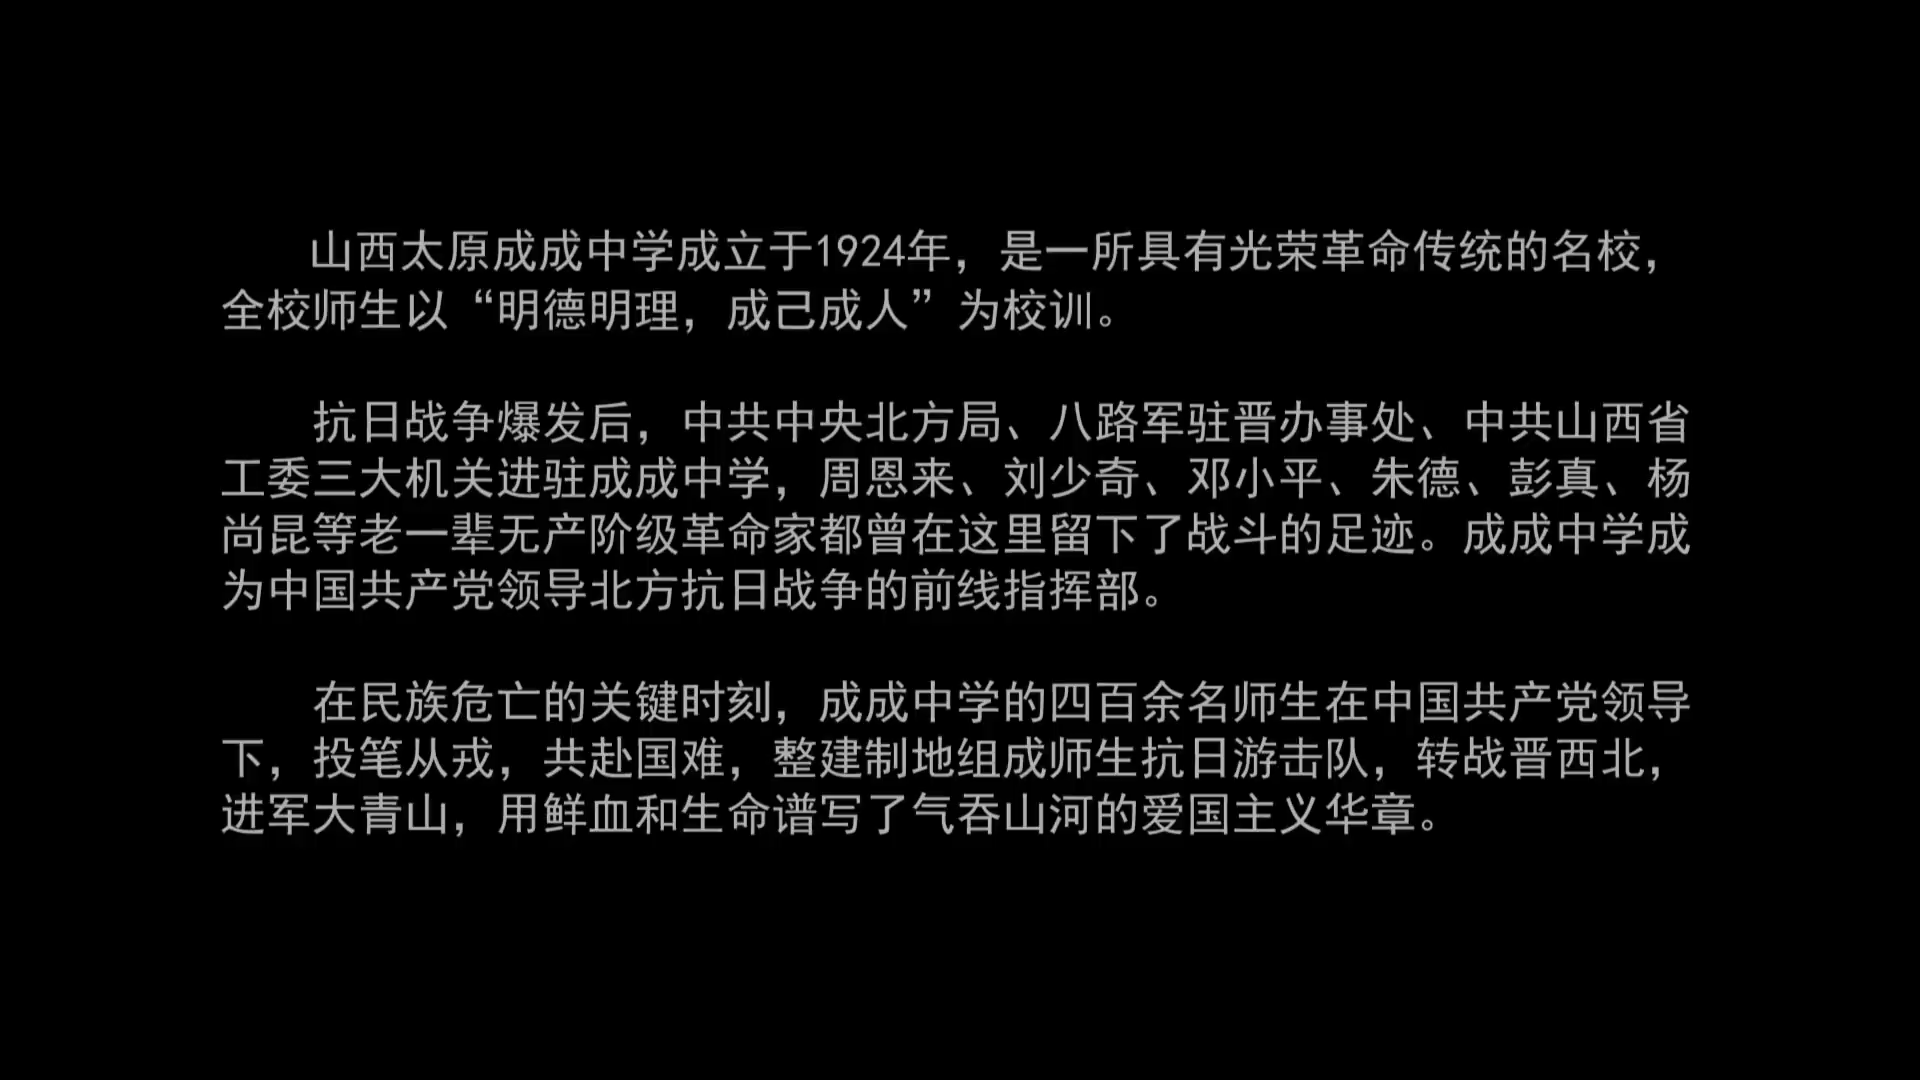 山西太原成成中学成立于1924年，是一所具有光荣革命传统的名校，
全校师生以“明德明理，成己成人”为校训。
抗日战争爆发后，中共中央北方局、八路军驻晋办事处、中共山西省
工委三大机关进驻成成中学，周恩来、刘少奇、邓小平、朱德、彭真、杨
尚昆等老一辈无产阶级革命家都曾在这里留下了战斗的足迹。成成中学成
为中国共产党领导北方抗日战争的前线指挥部。
在民族危亡的关键时刻，成成中学的四百余名师生在中国共产党领导
下，投笔从戎，共赴国难，整建制地组成师生抗日游击队，转战晋西北，
进军大青山，用鲜血和生命谱写了气吞山河的爱国主义华章。